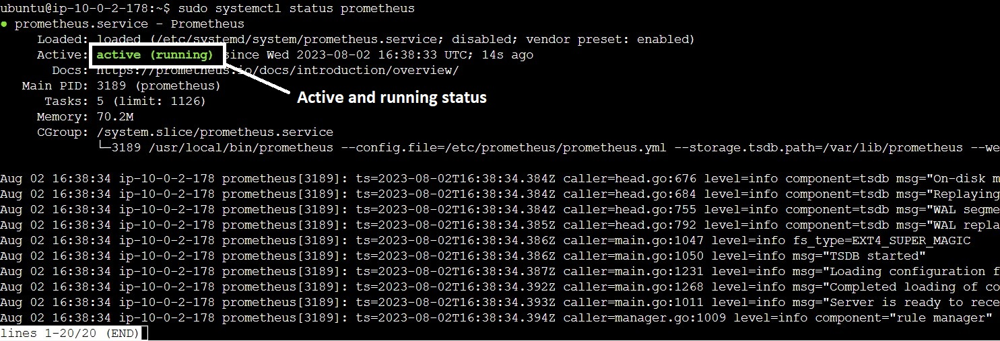 ubuntu@ip-10-0-2-178:~$ sudo systemctl status prometheus
● prometheus.service - Prometheus
Loaded: loaded (/etc/systemd/system/prometheus.service; disabled; vendor preset: enabled)
Active: active (running) since Wed 2023-08-02 16:38:33 UTC; 14s ago
Docs: https://prometheus.io/docs/introduction/overview/
Main PID: 3189 (prometheus)
Active and running status
Tasks: 5 (limit: 1126)
Memory: 70.2M
CGroup: /system.slice/prometheus.service
└─3189 /usr/local/bin/prometheus --config.file=/etc/prometheus/prometheus.yml --storage.tsdb.path=/var/lib/prometheus --we
Aug 02 16:38:34 ip-10-0-2-178 prometheus[3189]: ts=2023-08-02T16:38:34.384Z caller=head.go:676 level=info component=tsdb msg="On-disk m
Aug 02 16:38:34 ip-10-0-2-178 prometheus[3189]: ts=2023-08-02T16:38:34.384Z caller=head.go:684 level=info component=tsdb msg="Replaying
Aug 02 16:38:34 ip-10-0-2-178 prometheus[3189]: ts=2023-08-02T16:38:34.384Z caller=head.go:755 level=info component=tsdb msg="WAL segme
Aug 02 16:38:34 ip-10-0-2-178 prometheus[3189]: ts=2023-08-02T16:38:34.385Z caller=head.go:792 level=info component=tsdb msg="WAL repla
Aug 02 16:38:34 ip-10-0-2-178 prometheus[3189]: ts=2023-08-02T16:38:34.386Z caller=main.go:1047 level=info fs_type=EXT4_SUPER_MAGIC
Aug 02 16:38:34 ip-10-0-2-178 prometheus[3189]: ts=2023-08-02T16:38:34.386Z caller=main.go:1050 level=info msg="TSDB started"
Aug 02 16:38:34 ip-10-0-2-178 prometheus[3189]: ts=2023-08-02T16:38:34.387Z caller=main.go:1231 level=info msg="Loading configuration f
Aug 02 16:38:34 ip-10-0-2-178 prometheus[3189]: ts=2023-08-02T16:38:34.392Z caller=main.go:1268 level=info msg="Completed loading of co
Aug 02 16:38:34 ip-10-0-2-178 prometheus[3189]: ts=2023-08-02T16:38:34.393Z caller=main.go:1011 level=info msg="Server is ready to rece
Aug 02 16:38:34 ip-10-0-2-178 prometheus[3189]: ts=2023-08-02T16:38:34.394Z caller=manager.go:1009 level=info component="rule manager"
lines 1-20/20 (END)